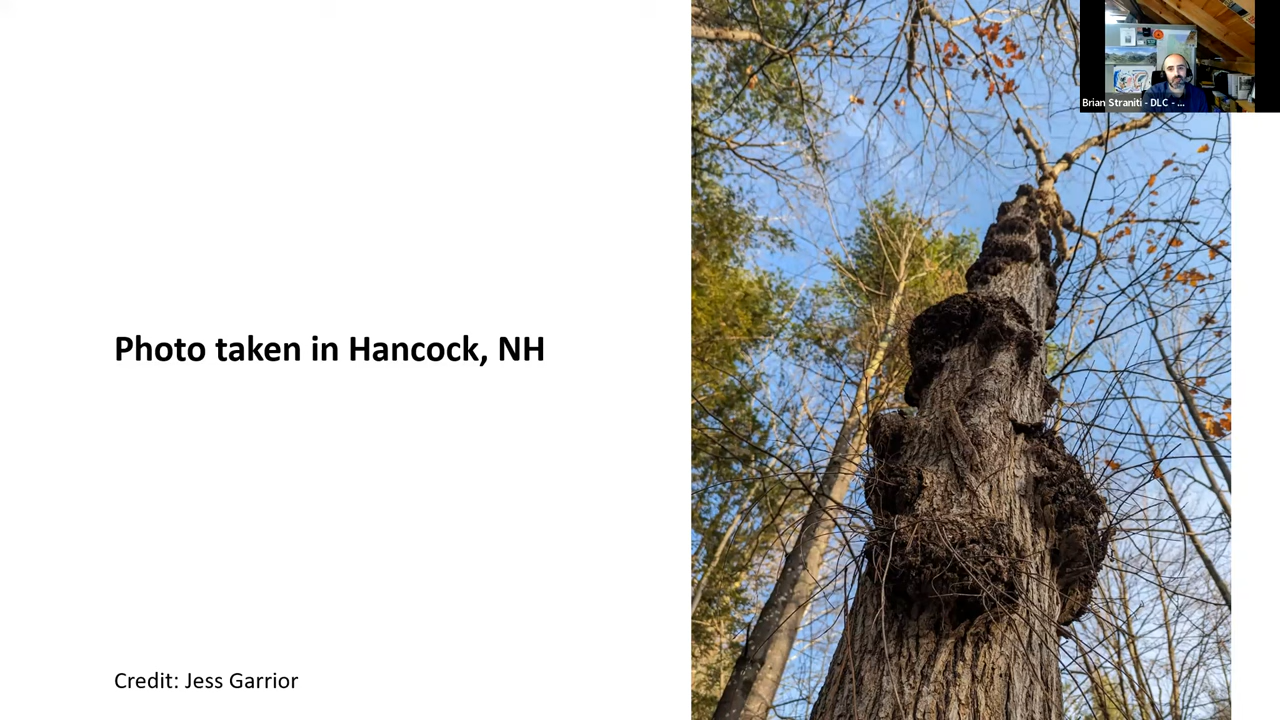 Brian Straniti - DLC - ...
Photo taken in Hancock, NH
Credit: Jess Garrior